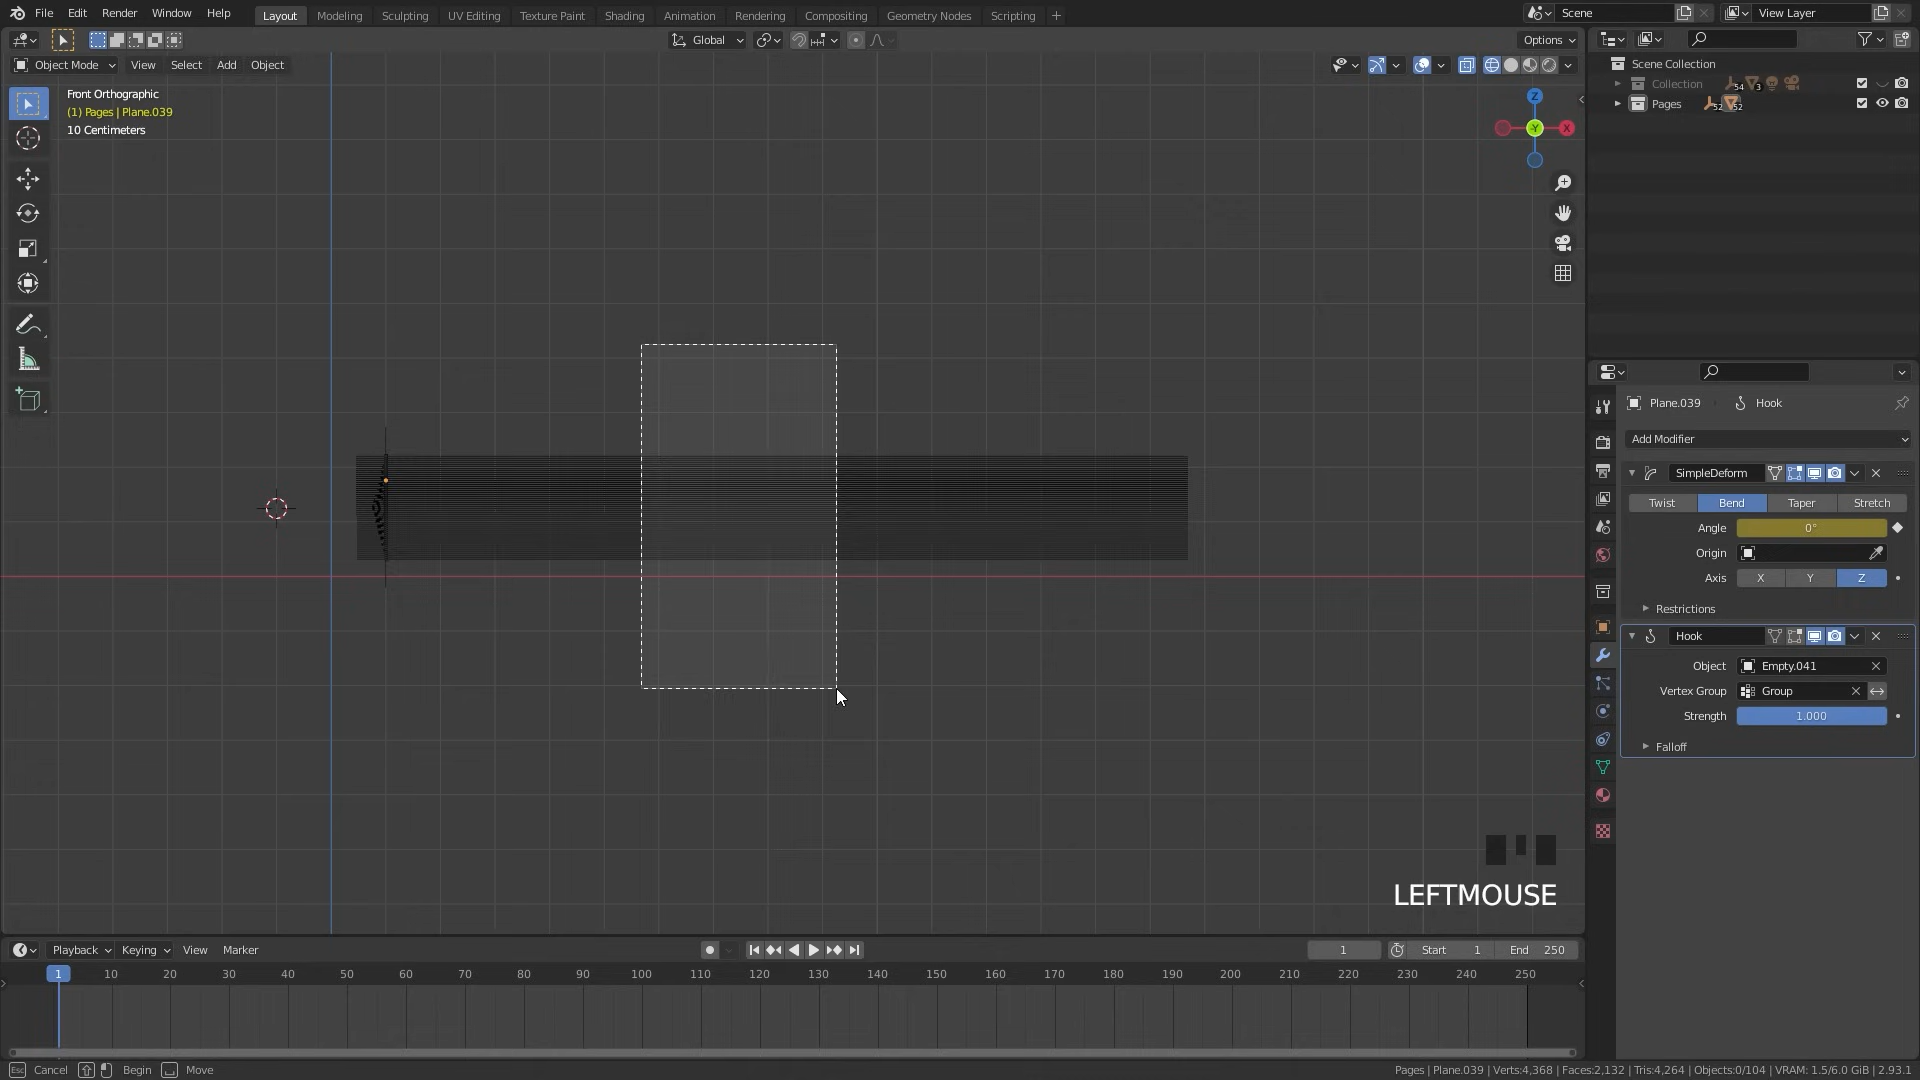 File Edit Render Window Help Layout Modeling Sculpting UV Editing Texture Paint Shading Animation Rendering Compositing Geometry Nodes Scripting + Scene View Layer
Global Options
Object Mode View Select Add Object
Front Orthographic
(1) Pages | Plane.039
10 Centimeters
Z
Y
X
LEFTMOUSE
Scene Collection
Collection 54 3
Pages 52 52
Plane.039 Hook
Add Modifier
SimpleDeform
Twist Bend Taper Stretch
Angle 0°
Origin
Axis X Y Z
Restrictions
Hook
Object Empty.041
Vertex Group Group
Strength 1.000
Falloff
Playback Keying View Marker 1 Start 1 End 250
1 10 20 30 40 50 60 70 80 90 100 110 120 130 140 150 160 170 180 190 200 210 220 230 240 250
Esc Cancel Begin Move Pages | Plane.039 | Verts:4,368 | Faces:2,132 | Tris:4,264 | Objects:0/104 | VRAM: 1.5/6.0 GiB | 2.93.1